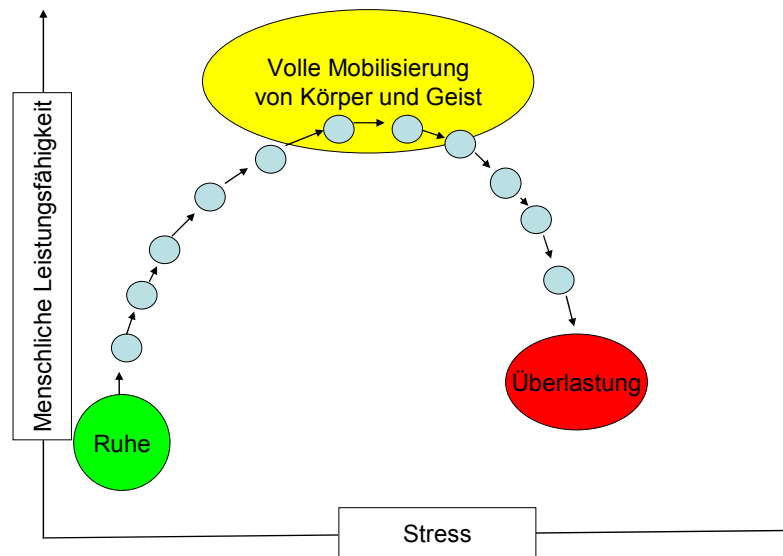 Volle Mobilisierung
von Körper und Geist
Menschliche Leistungsfähigkeit
Überlastung
Ruhe
Stress